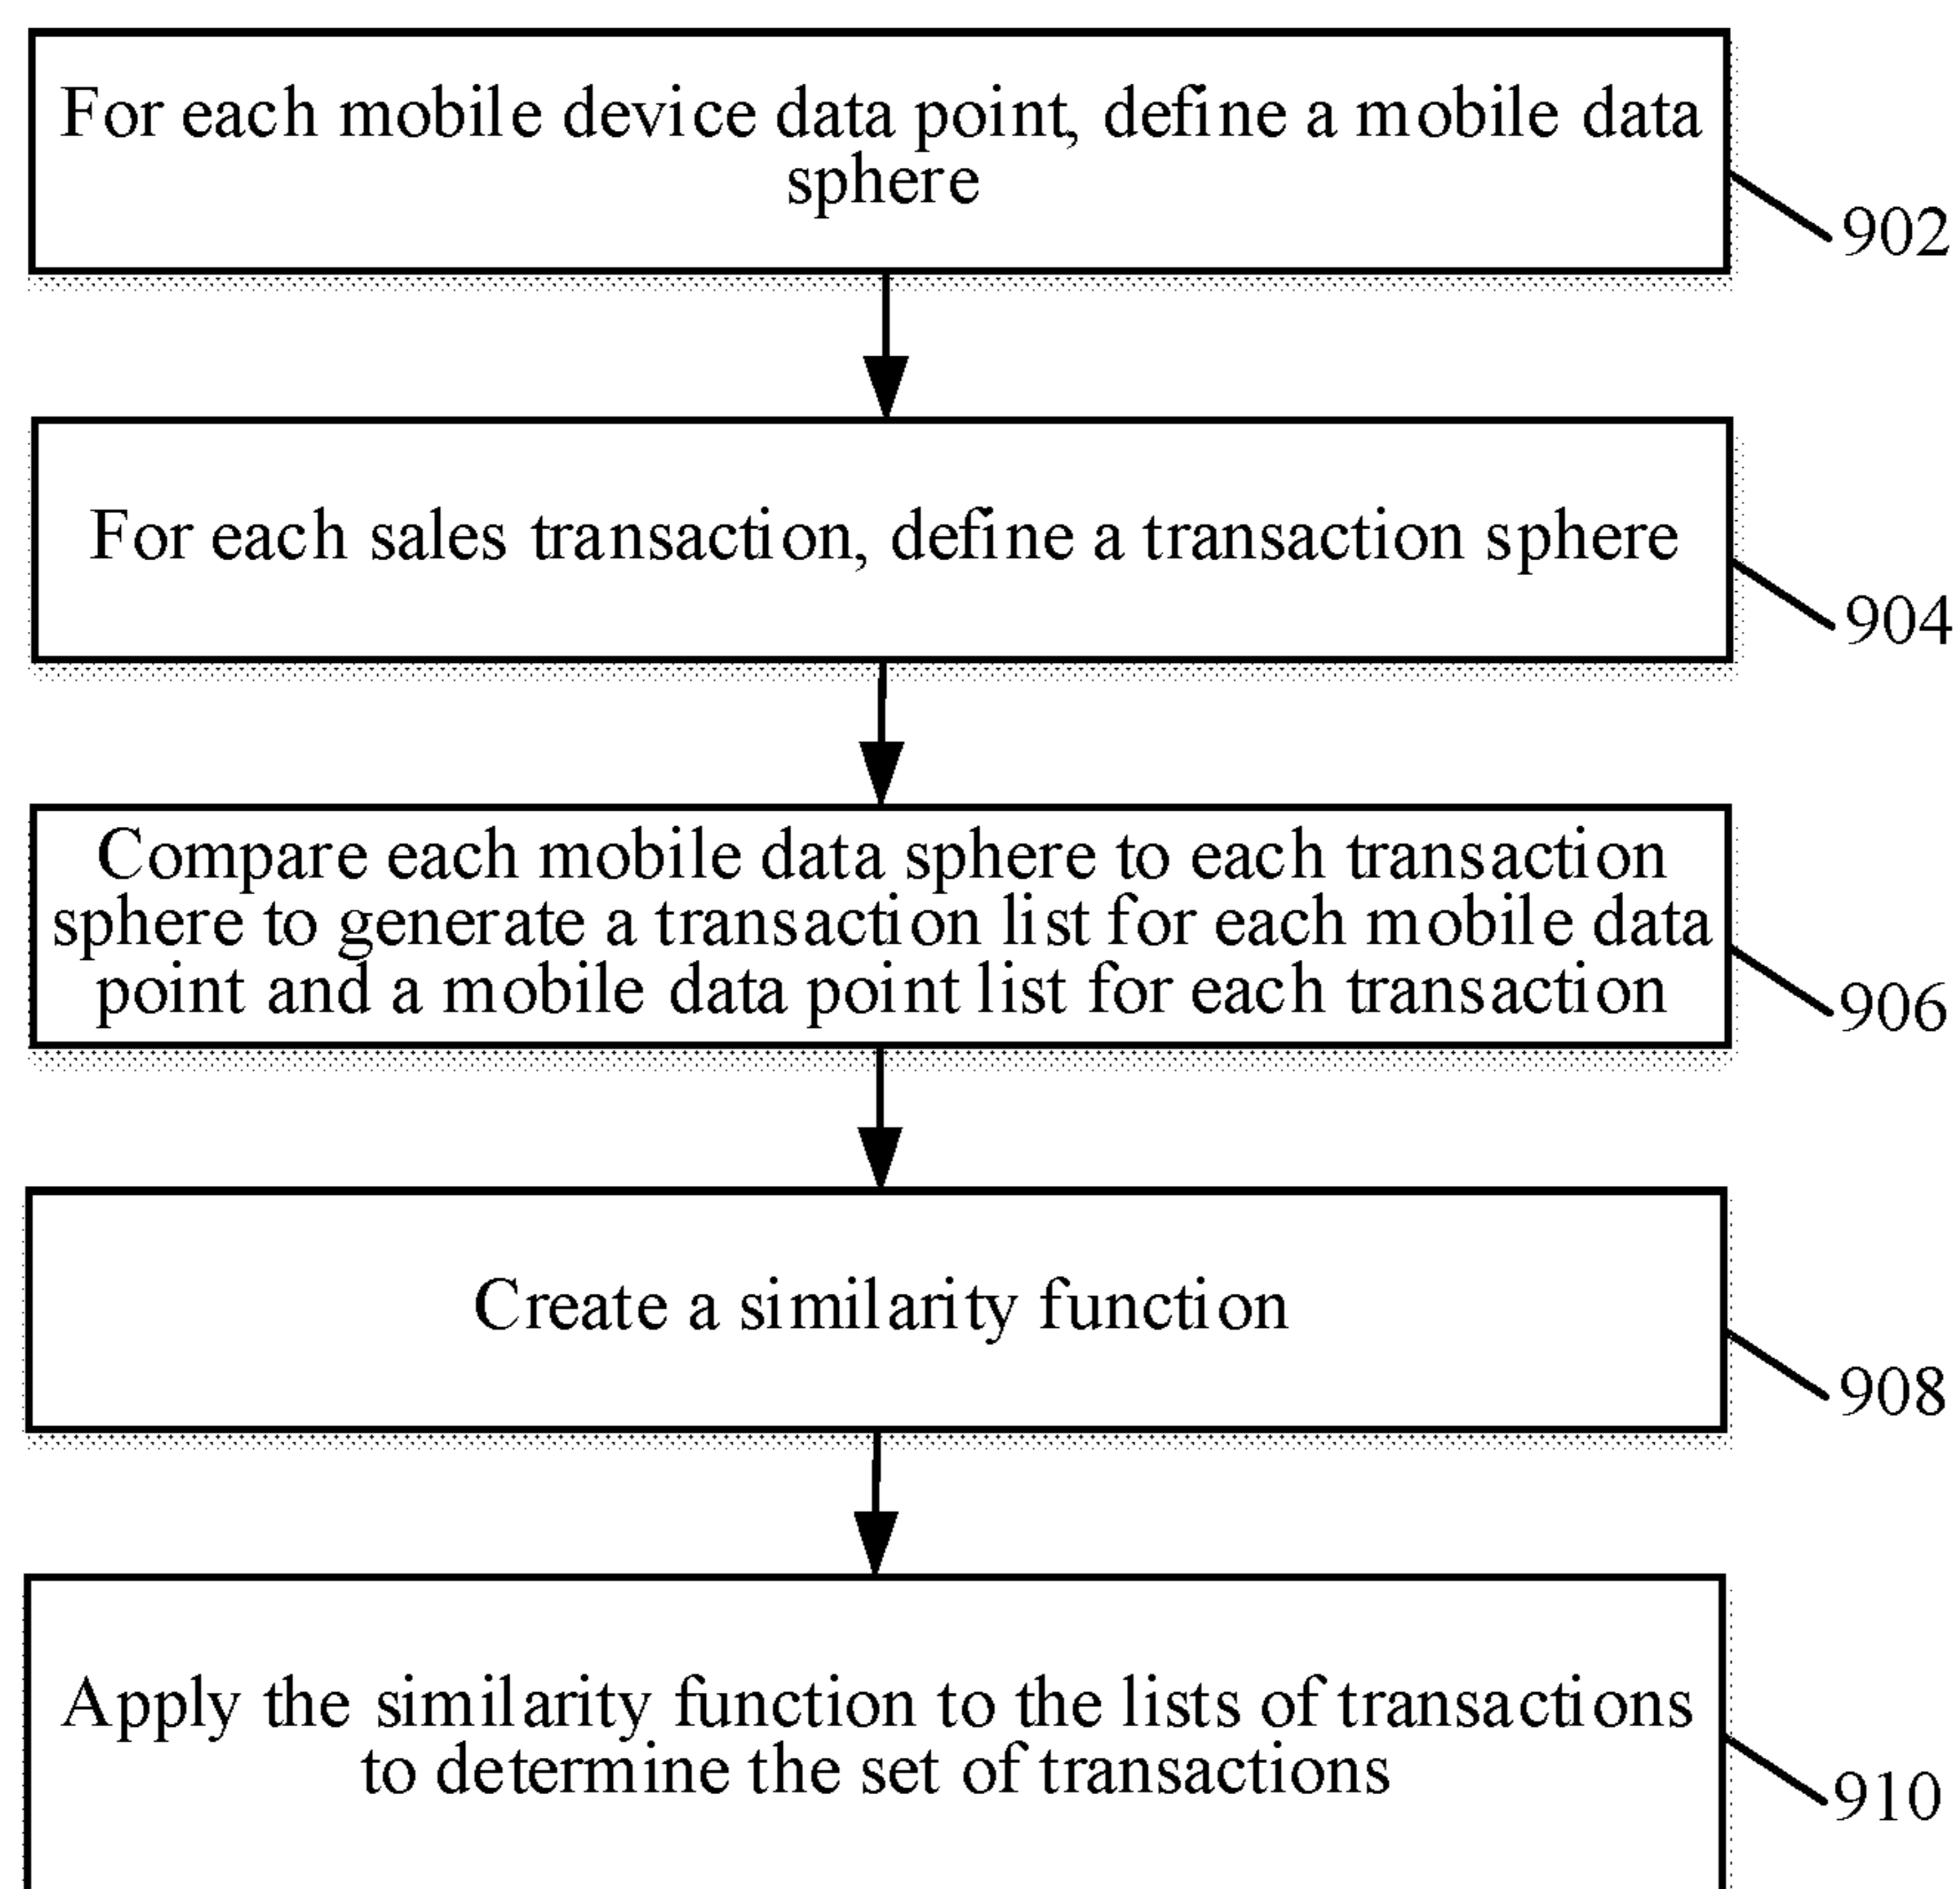 For each mobile device data point, define a mobile data
sphere
902
For each sales transaction, define a transaction sphere
904
Compare each mobile data sphere to each transaction
sphere to generate a transaction list for each mobile data
point and a mobile data point list for each transaction
906
Create a similarity function
908
Apply the similarity function to the lists of transactions
to determine the set of transactions
910